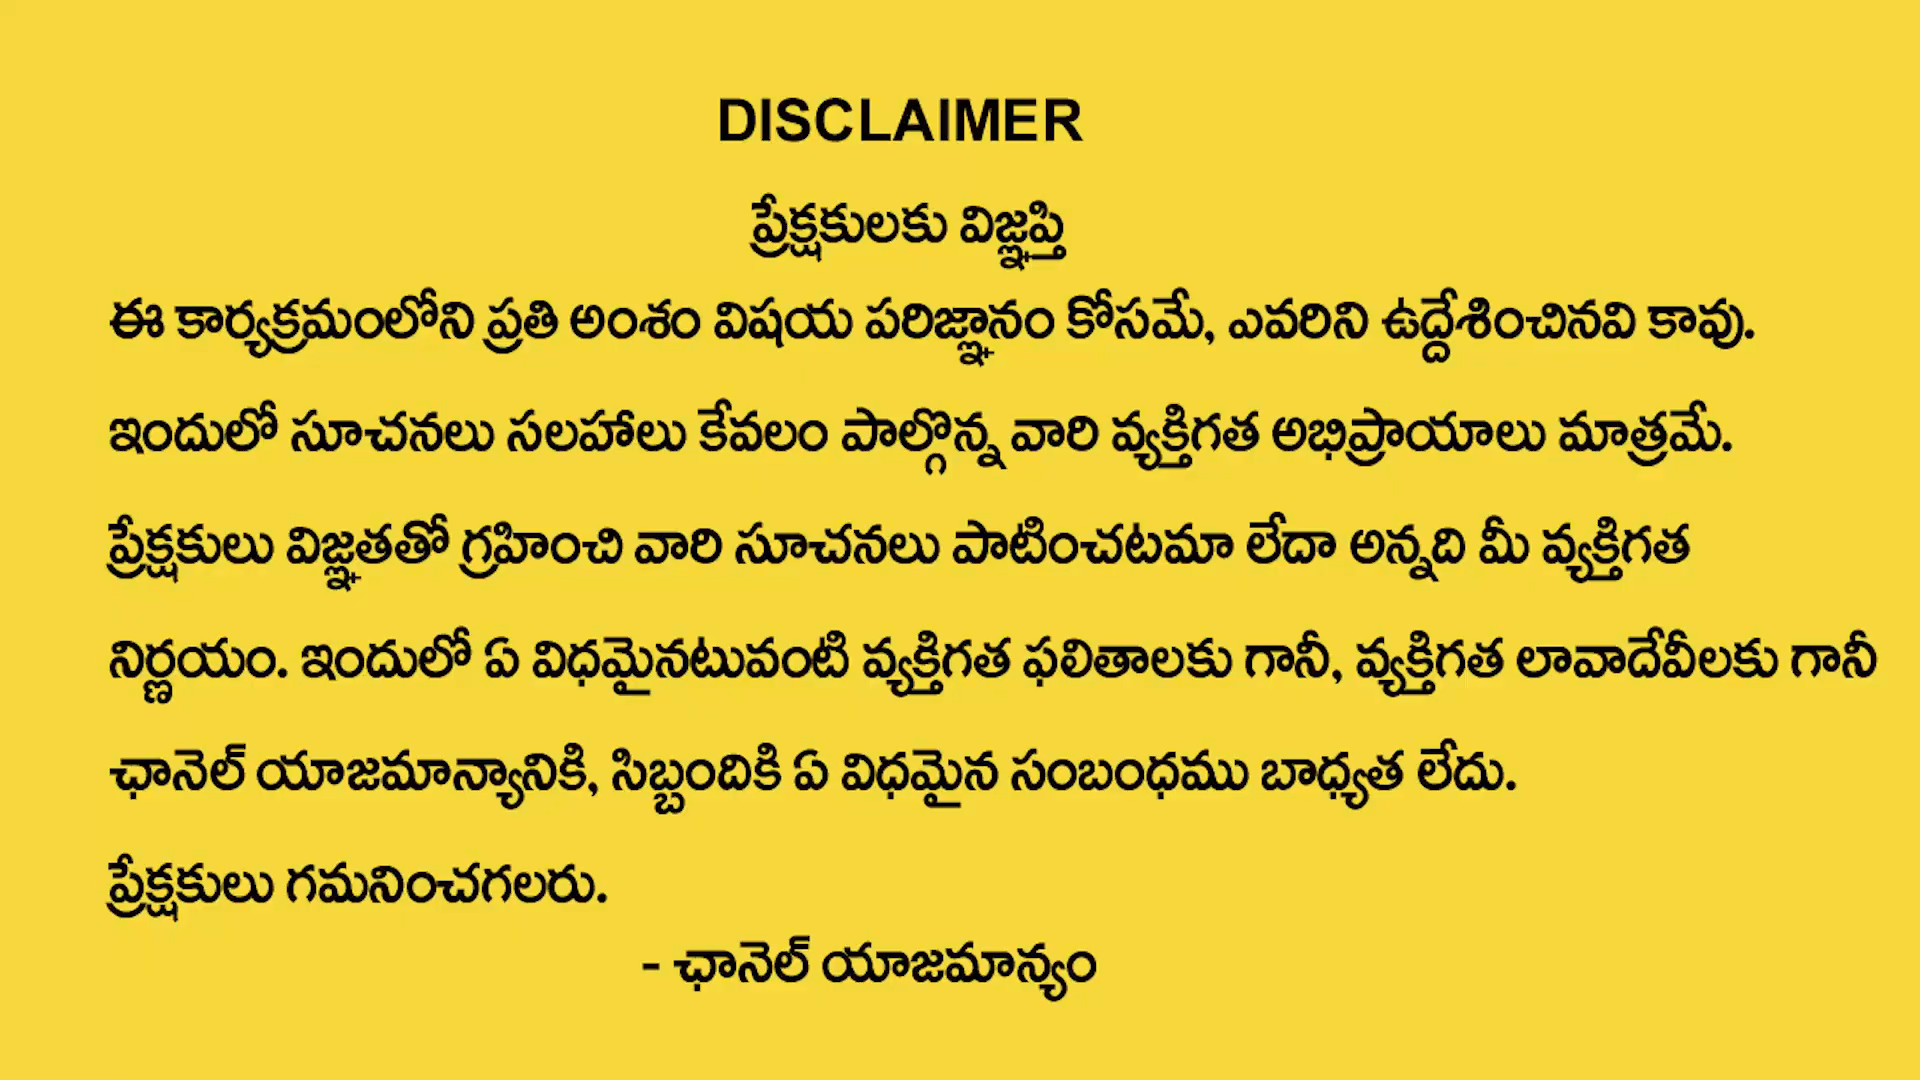 DISCLAIMER
ప్రేక్షకులకు విజ్ఞప్తి
ఈ కార్యక్రమంలోని ప్రతి అంశం విషయ పరిజ్ఞానం కోసమే, ఎవరిని ఉద్దేశించినవి కావు.
ఇందులో సూచనలు సలహాలు కేవలం పాల్గొన్న వారి వ్యక్తిగత అభిప్రాయాలు మాత్రమే.
ప్రేక్షకులు విజ్ఞతతో గ్రహించి వారి సూచనలు పాటించటమా లేదా అన్నది మీ వ్యక్తిగత
నిర్ణయం. ఇందులో ఏ విధమైనటువంటి వ్యక్తిగత ఫలితాలకు గానీ, వ్యక్తిగత లావాదేవీలకు గానీ
ఛానెల్ యాజమాన్యానికి, సిబ్బందికి ఏ విధమైన సంబంధము బాధ్యత లేదు.
ప్రేక్షకులు గమనించగలరు.
- ఛానెల్ యాజమాన్యం